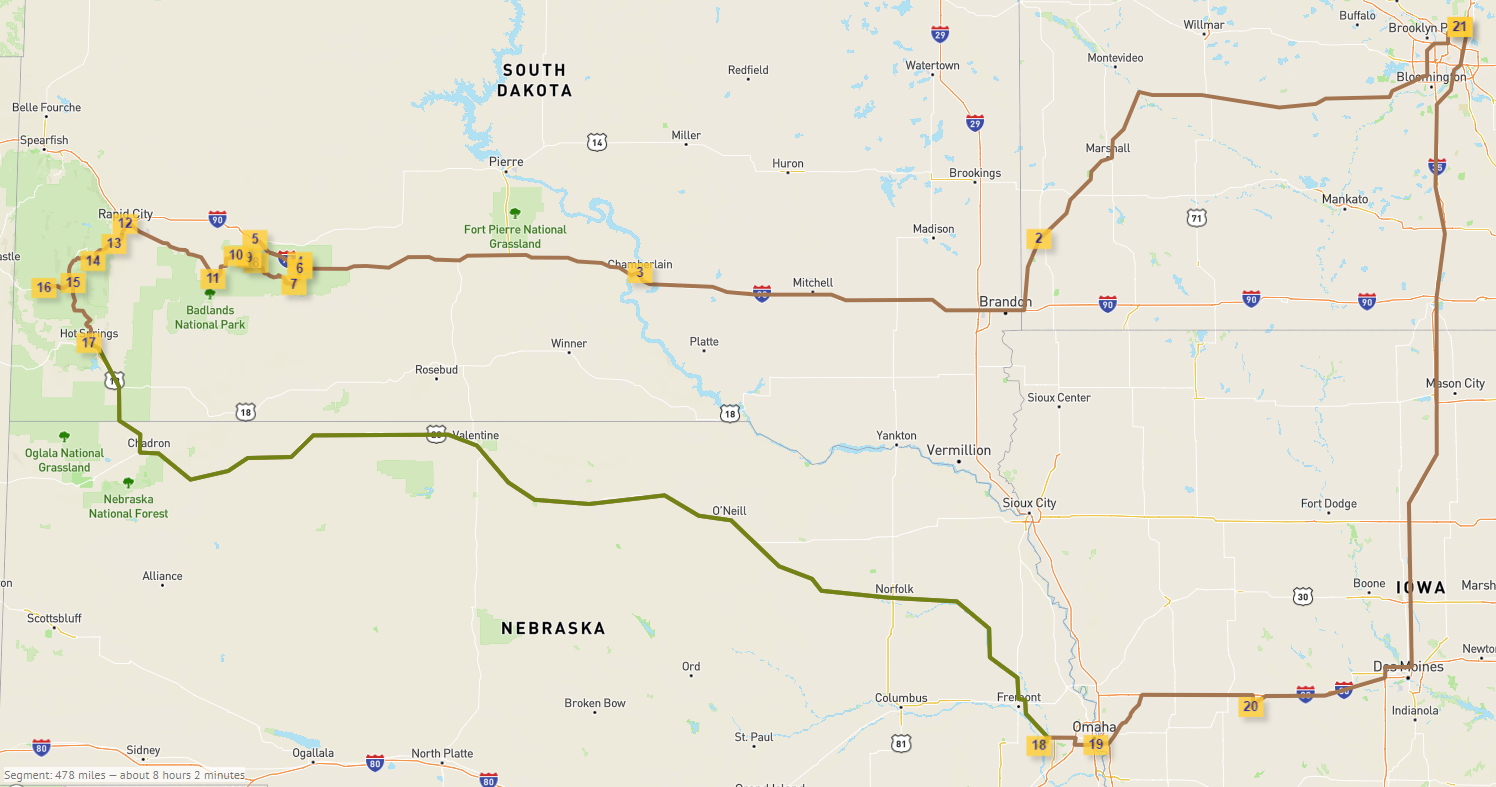 Buffalo
Willmar
21
Brooklyn P
29
Montevideo
Watertown
SOUTH
DAKOTA
Redfield
Bloomington
Belle Fourche
29
Spearfish
14
Miller
Marshall
Pierre
Huron
Brookings
35
Mankato
Rapid City
12
90
71
Fort Pierre National
Grassland
Madison
13
5
2
10
9
8
14
6
Chamberlain
3
astle
11
7
16
15
Mitchell
90
Brandon
90
90
90
Badlands
National Park
Hot Springs
17
Winner
Platte
Rosebud
Mason City
18
18
Sioux Center
Chadron
20
Valentine
Yankton
Vermillion
Oglala National
Grassland
Nebraska
National Forest
O'Neill
Sioux City
Fort Dodge
on
Alliance
Norfolk
Boone
IOWA
Marsh
30
Scottsbluff
NEBRASKA
Newto
Ord
Des Moines
Broken Bow
Columbus
Fremont
80
80
20
Indianola
Omaha
St. Paul
81
18
19
80
Sidney
Ogallala
North Platte
80
80
Segment: 478 miles – about 8 hours 2 minutes